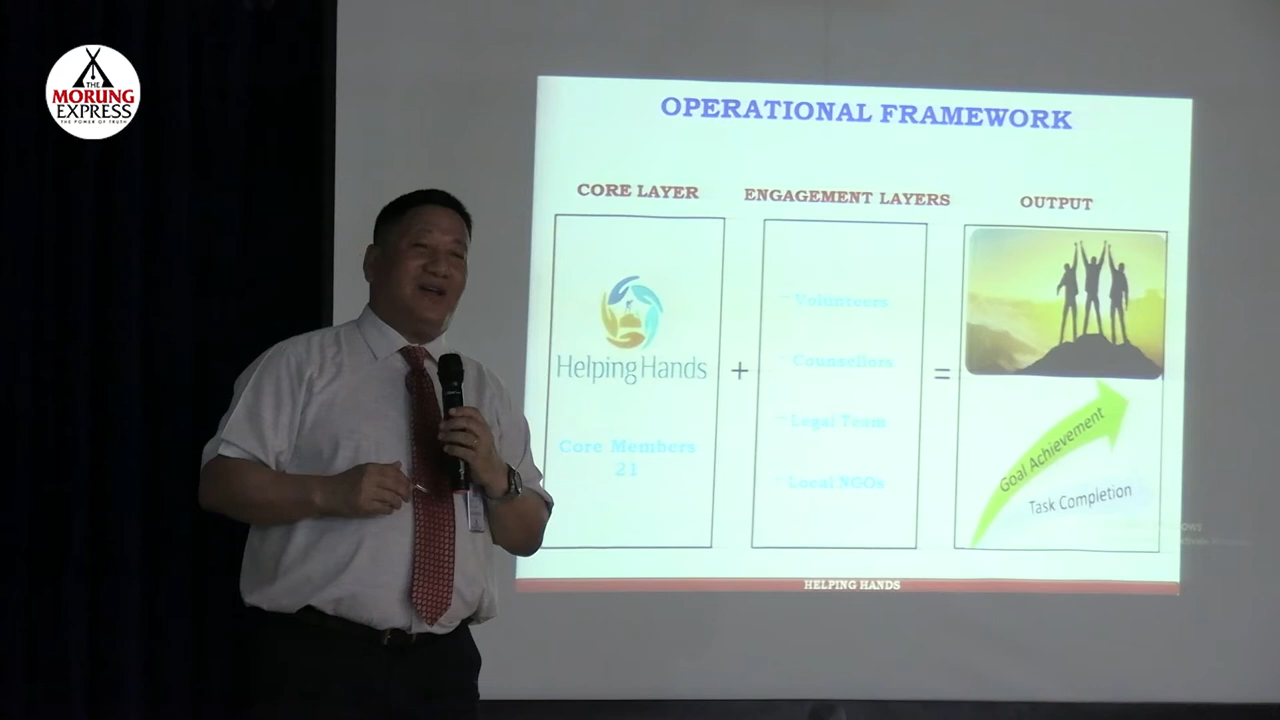 THE
MORUNG
EXPRESS
THE POWER OF TRUTH
OPERATIONAL FRAMEWORK
CORE LAYER
ENGAGEMENT LAYERS
OUTPUT
Helping Hands
Core Members
21
+
- Volunteers
- Counsellors
- Legal Team
- Local NGOs
=
Goal Achievement
Task Completion
HELPING HANDS